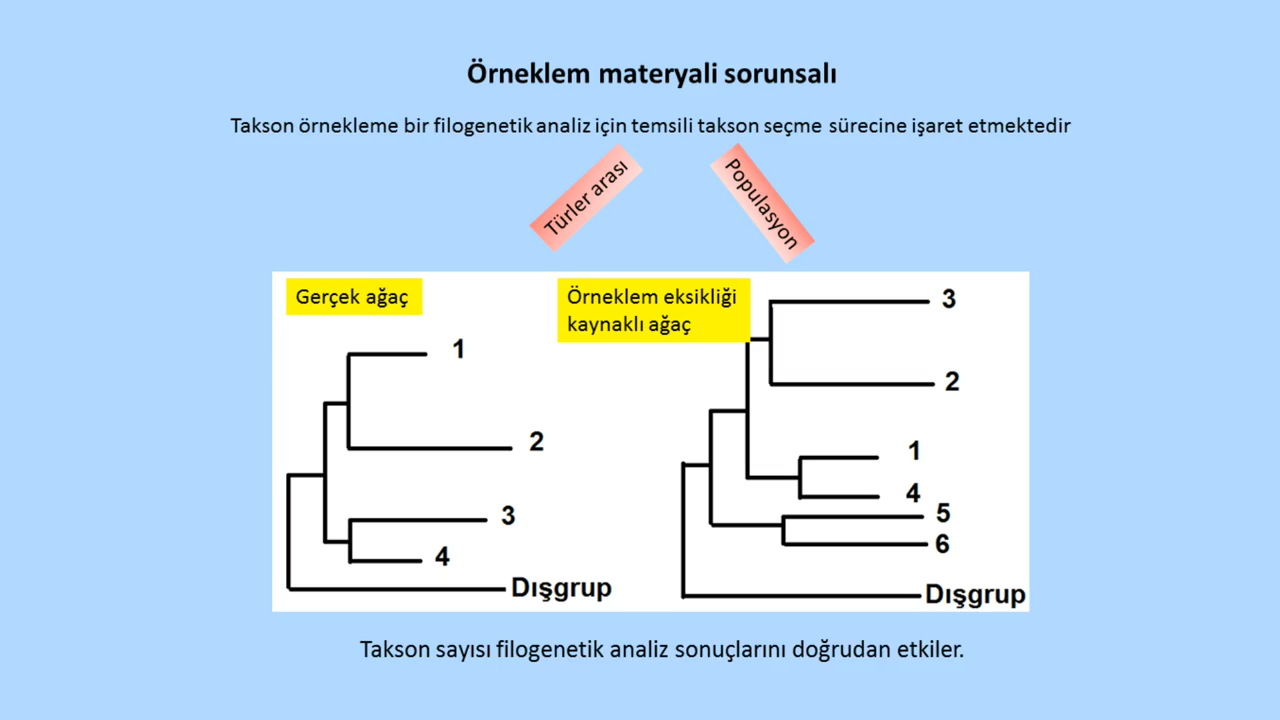 Örneklem materyali sorunsalı
Takson örnekleme bir filogenetik analiz için temsili takson seçme sürecine işaret etmektedir
Türler arası
Populasyon
Gerçek ağaç
1
2
3
4
Dışgrup
Örneklem eksikliği
kaynaklı ağaç
3
2
1
4
5
6
Dışgrup
Takson sayısı filogenetik analiz sonuçlarını doğrudan etkiler.